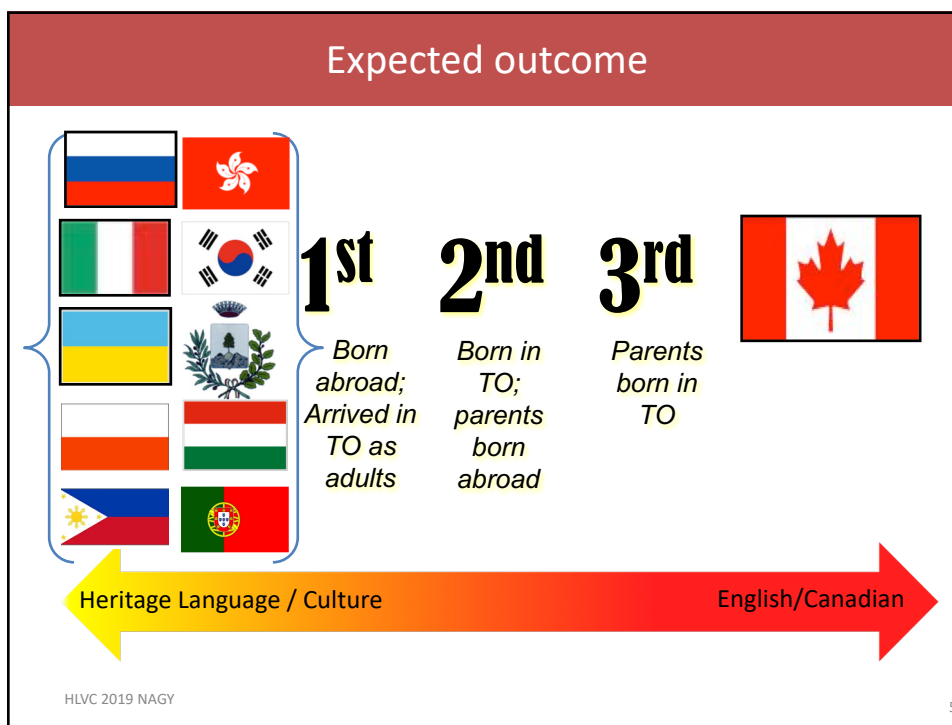 Expected outcome
1st
Born
abroad;
Arrived in
TO as
adults
2nd
Born in
TO;
parents
born
abroad
3rd
Parents
born in
TO
Heritage Language / Culture
English/Canadian
HLVC 2019 NAGY